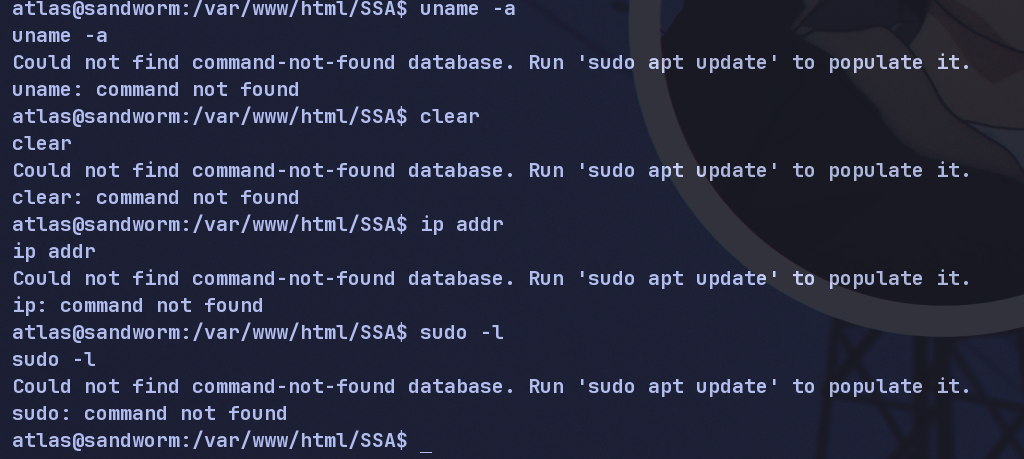 atlas@sandworm:/var/www/html/SSA$ uname -a
uname -a
Could not find command-not-found database. Run 'sudo apt update' to populate it.
uname: command not found
atlas@sandworm:/var/www/html/SSA$ clear
clear
Could not find command-not-found database. Run 'sudo apt update' to populate it.
clear: command not found
atlas@sandworm:/var/www/html/SSA$ ip addr
ip addr
Could not find command-not-found database. Run 'sudo apt update' to populate it.
ip: command not found
atlas@sandworm:/var/www/html/SSA$ sudo -l
sudo -l
Could not find command-not-found database. Run 'sudo apt update' to populate it.
sudo: command not found
atlas@sandworm:/var/www/html/SSA$ _